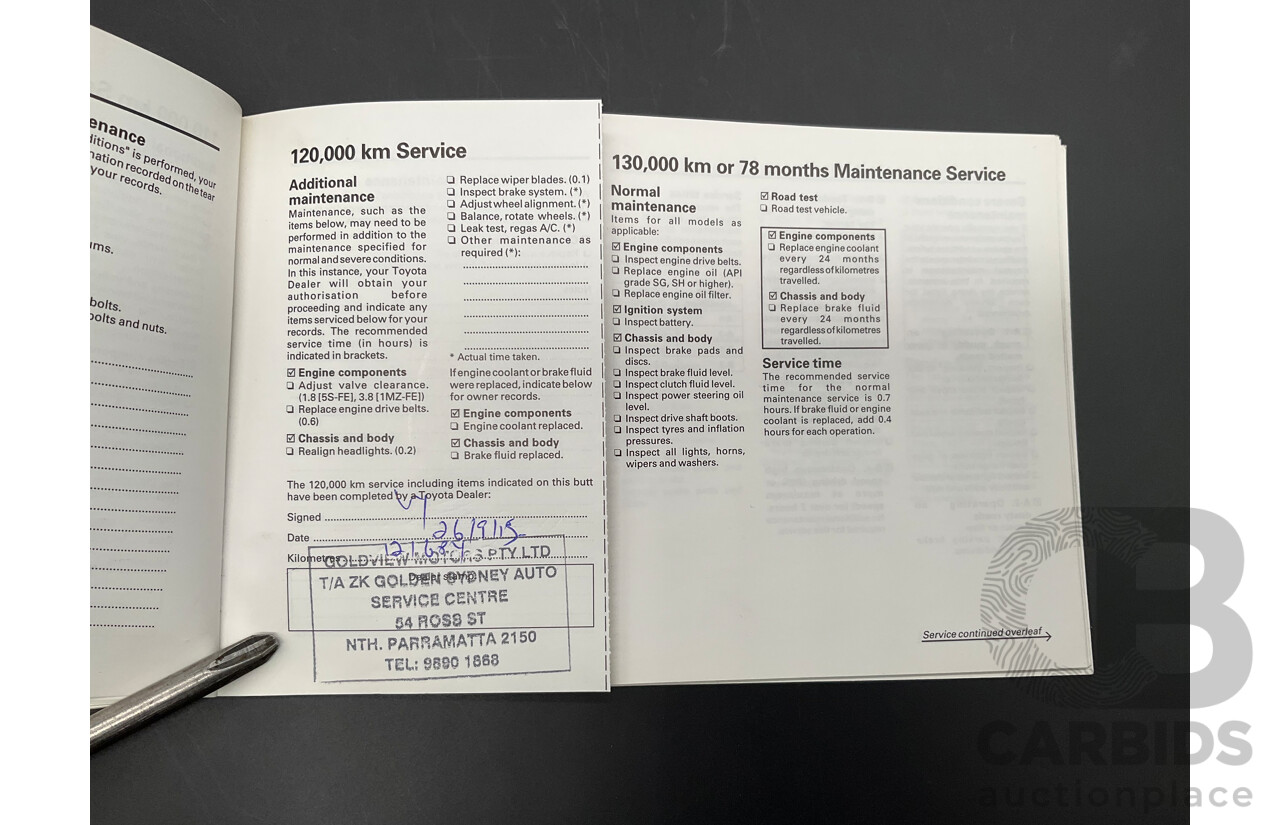 enance
ditions" is performed, your
nation recorded on the tear
your records.
ms.
bolts.
bolts and nuts.
120,000 km Service
Additional
maintenance
Maintenance, such as the
items below, may need to be
performed in addition to the
maintenance specified for
normal and severe conditions.
In this instance, your Toyota
Dealer will obtain your
authorisation before
proceeding and indicate any
items serviced below for your
records. The recommended
service time (in hours) is
indicated in brackets.
☑ Engine components
❏ Adjust valve clearance.
(1.8 [5S-FE], 3.8 [1MZ-FE])
❏ Replace engine drive belts.
(0.6)
☑ Chassis and body
❏ Realign headlights. (0.2)
❏ Replace wiper blades. (0.1)
❏ Inspect brake system. (*)
❏ Adjust wheel alignment. (*)
❏ Balance, rotate wheels. (*)
❏ Leak test, regas A/C. (*)
❏ Other maintenance as
required (*):
* Actual time taken.
If engine coolant or brake fluid
were replaced, indicate below
for owner records.
☑ Engine components
❏ Engine coolant replaced.
☑ Chassis and body
❏ Brake fluid replaced.
The 120,000 km service including items indicated on this butt
have been completed by a Toyota Dealer:
Signed
Date 26/9/15
Kilometres
Dealer stamp
GOLDVIEW MOTORS PTY LTD
T/A ZK GOLDEN SYDNEY AUTO
SERVICE CENTRE
54 ROSS ST
NTH. PARRAMATTA 2150
TEL: 9890 1868
130,000 km or 78 months Maintenance Service
Normal
maintenance
Items for all models as
applicable:
☑ Engine components
❏ Inspect engine drive belts.
❏ Replace engine oil (API
grade SG, SH or higher).
❏ Replace engine oil filter.
☑ Ignition system
❏ Inspect battery.
☑ Chassis and body
❏ Inspect brake pads and
discs.
❏ Inspect brake fluid level.
❏ Inspect clutch fluid level.
❏ Inspect power steering oil
level.
❏ Inspect drive shaft boots.
❏ Inspect tyres and inflation
pressures.
❏ Inspect all lights, horns,
wipers and washers.
☑ Road test
❏ Road test vehicle.
☑ Engine components
❏ Replace engine coolant
every 24 months
regardless of kilometres
travelled.
☑ Chassis and body
❏ Replace brake fluid
every 24 months
regardless of kilometres
travelled.
Service time
The recommended service
time for the normal
maintenance service is 0.7
hours. If brake fluid or engine
coolant is replaced, add 0.4
hours for each operation.
Service continued overleaf
CARBIDS
auctionplace